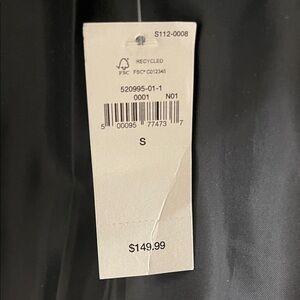 S112-0008
RECYCLED
FSC FSC® C012345
520995-01-1
0001 N01
5 00095 77473 7
S
$149.99